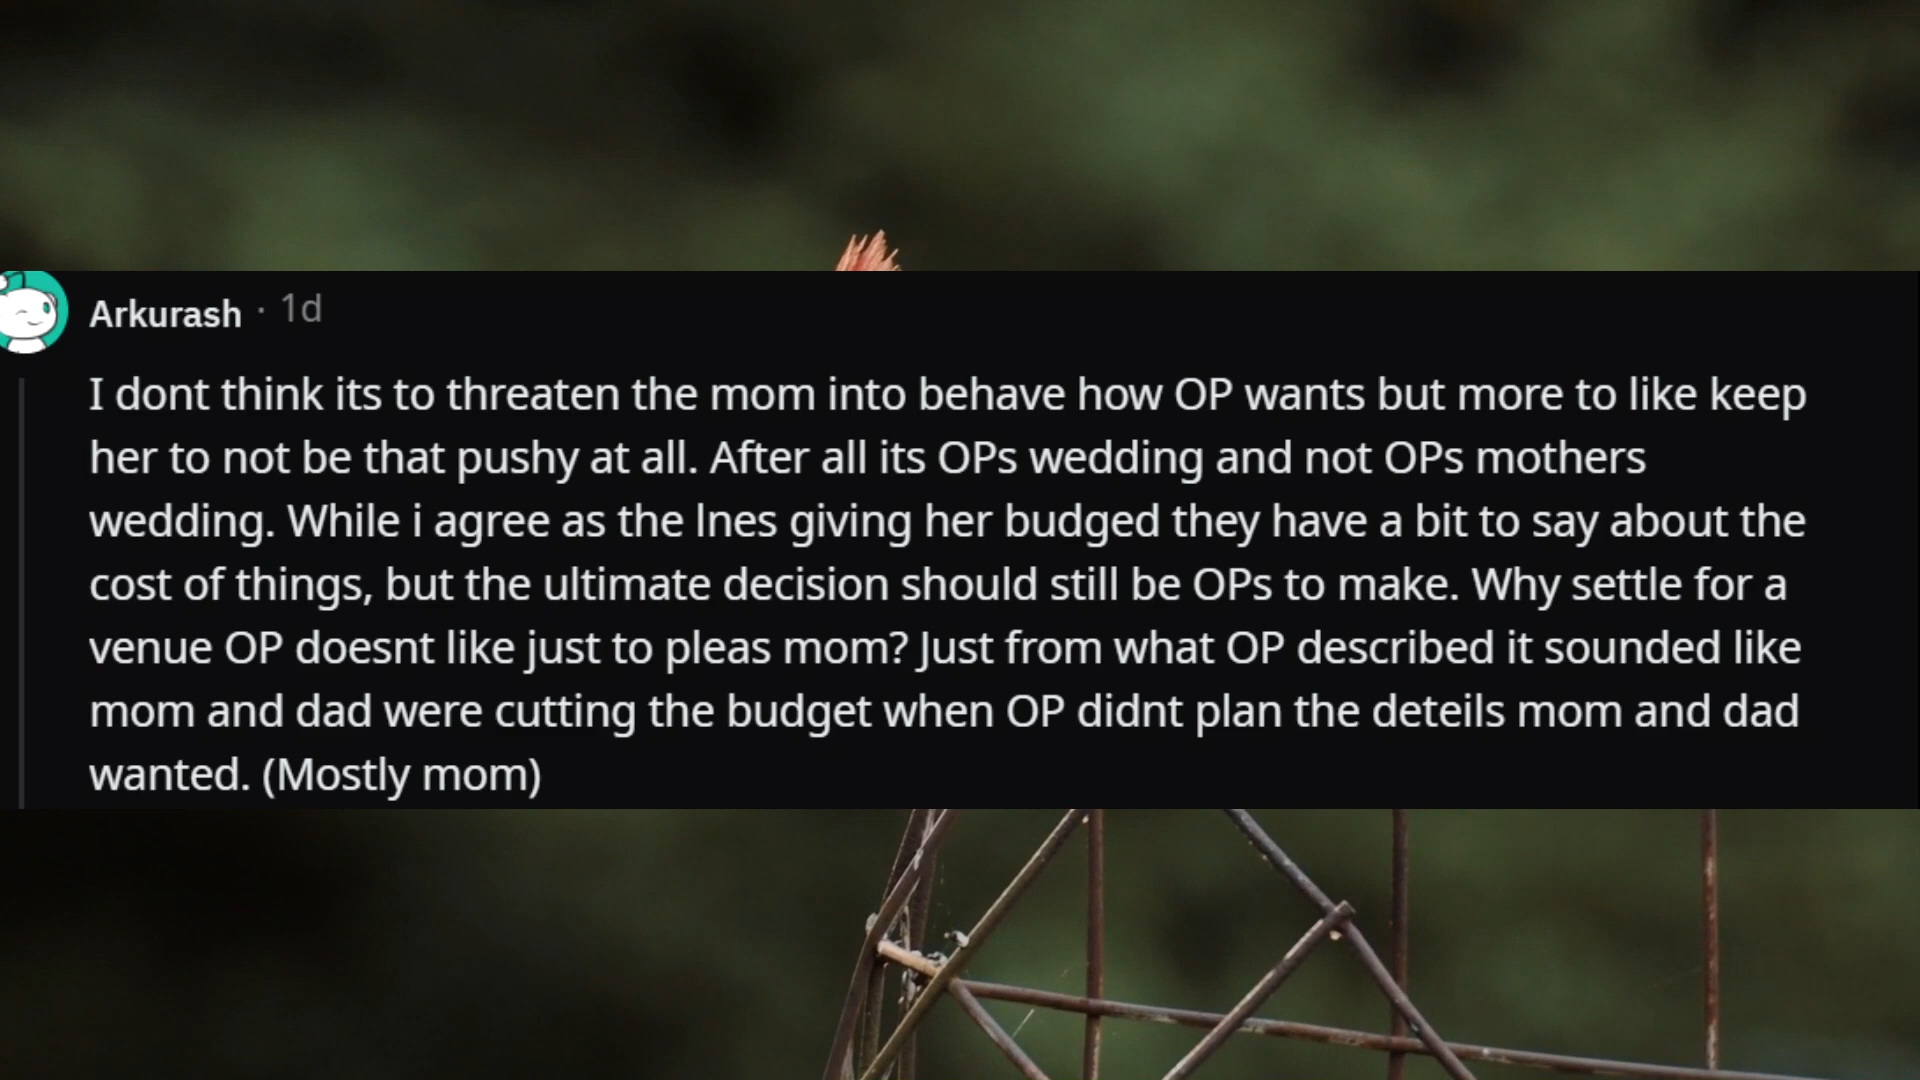 Arkurash · 1d
I dont think its to threaten the mom into behave how OP wants but more to like keep
her to not be that pushy at all. After all its OPs wedding and not OPs mothers
wedding. While i agree as the lnes giving her budged they have a bit to say about the
cost of things, but the ultimate decision should still be OPs to make. Why settle for a
venue OP doesnt like just to pleas mom? Just from what OP described it sounded like
mom and dad were cutting the budget when OP didnt plan the deteils mom and dad
wanted. (Mostly mom)